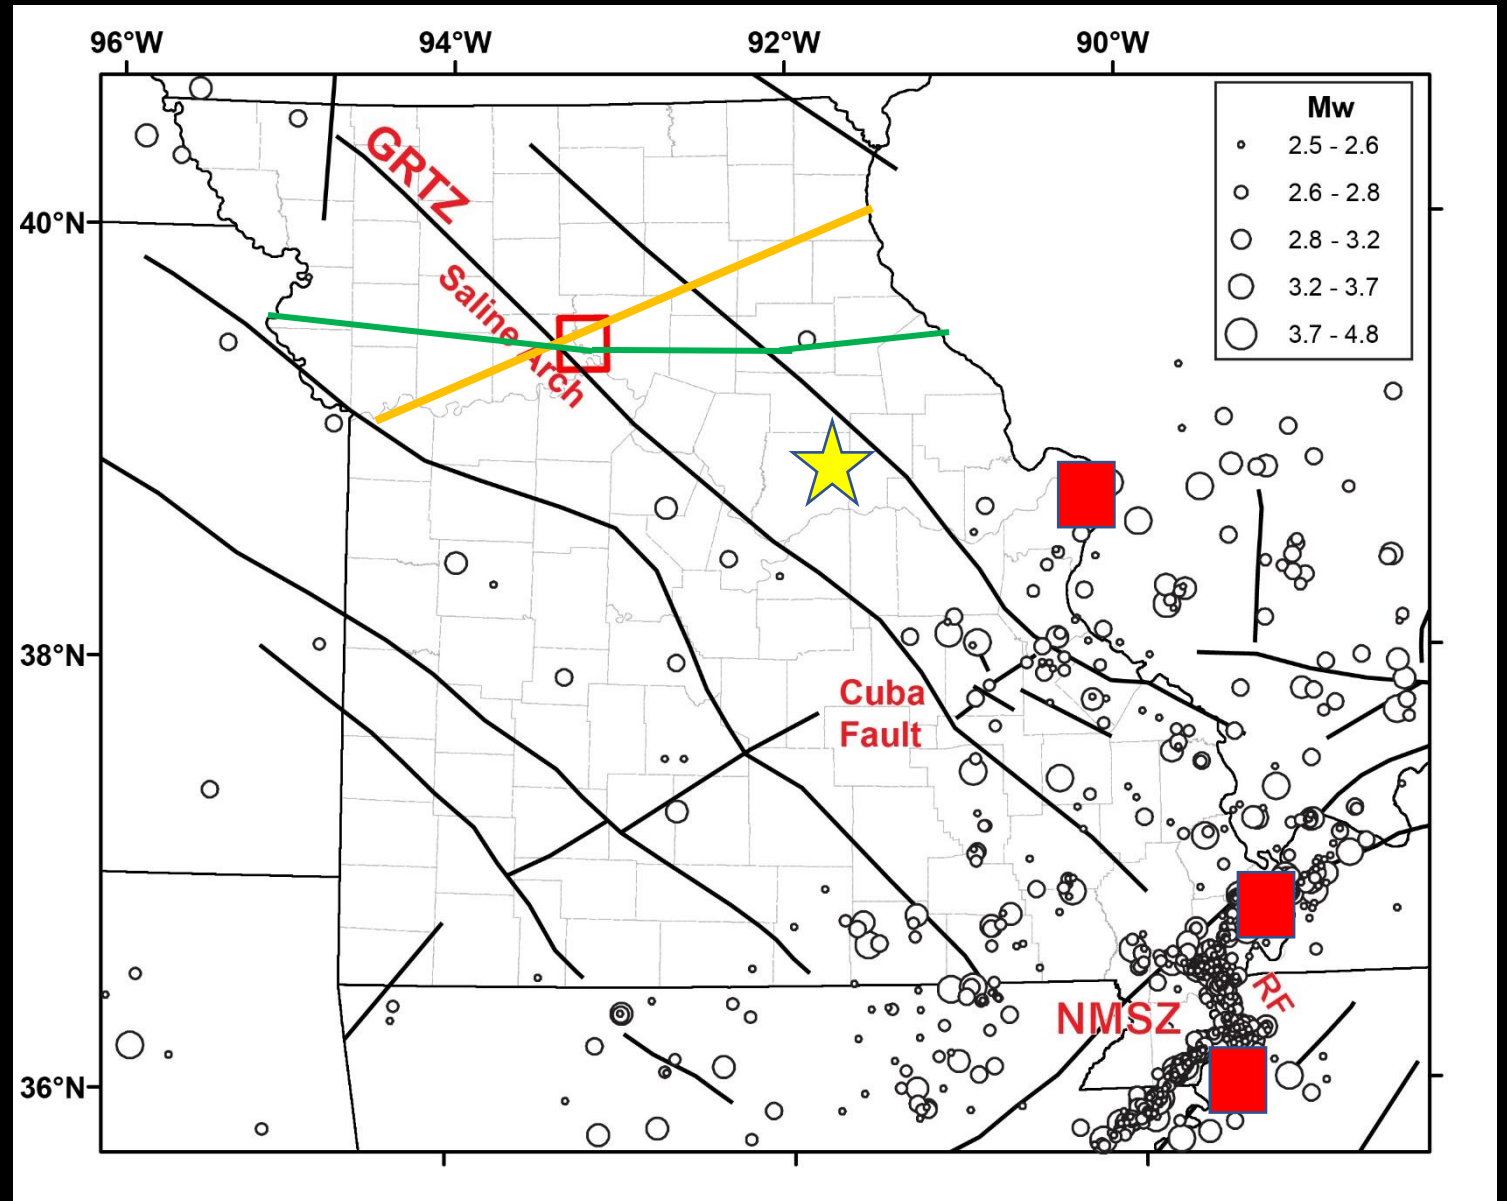 96°W
94°W
92°W
90°W
Mw
2.5 - 2.6
2.6 - 2.8
2.8 - 3.2
3.2 - 3.7
3.7 - 4.8
GRTZ
40°N
Saline Arch
38°N
Cuba
Fault
RF
NMSZ
36°N